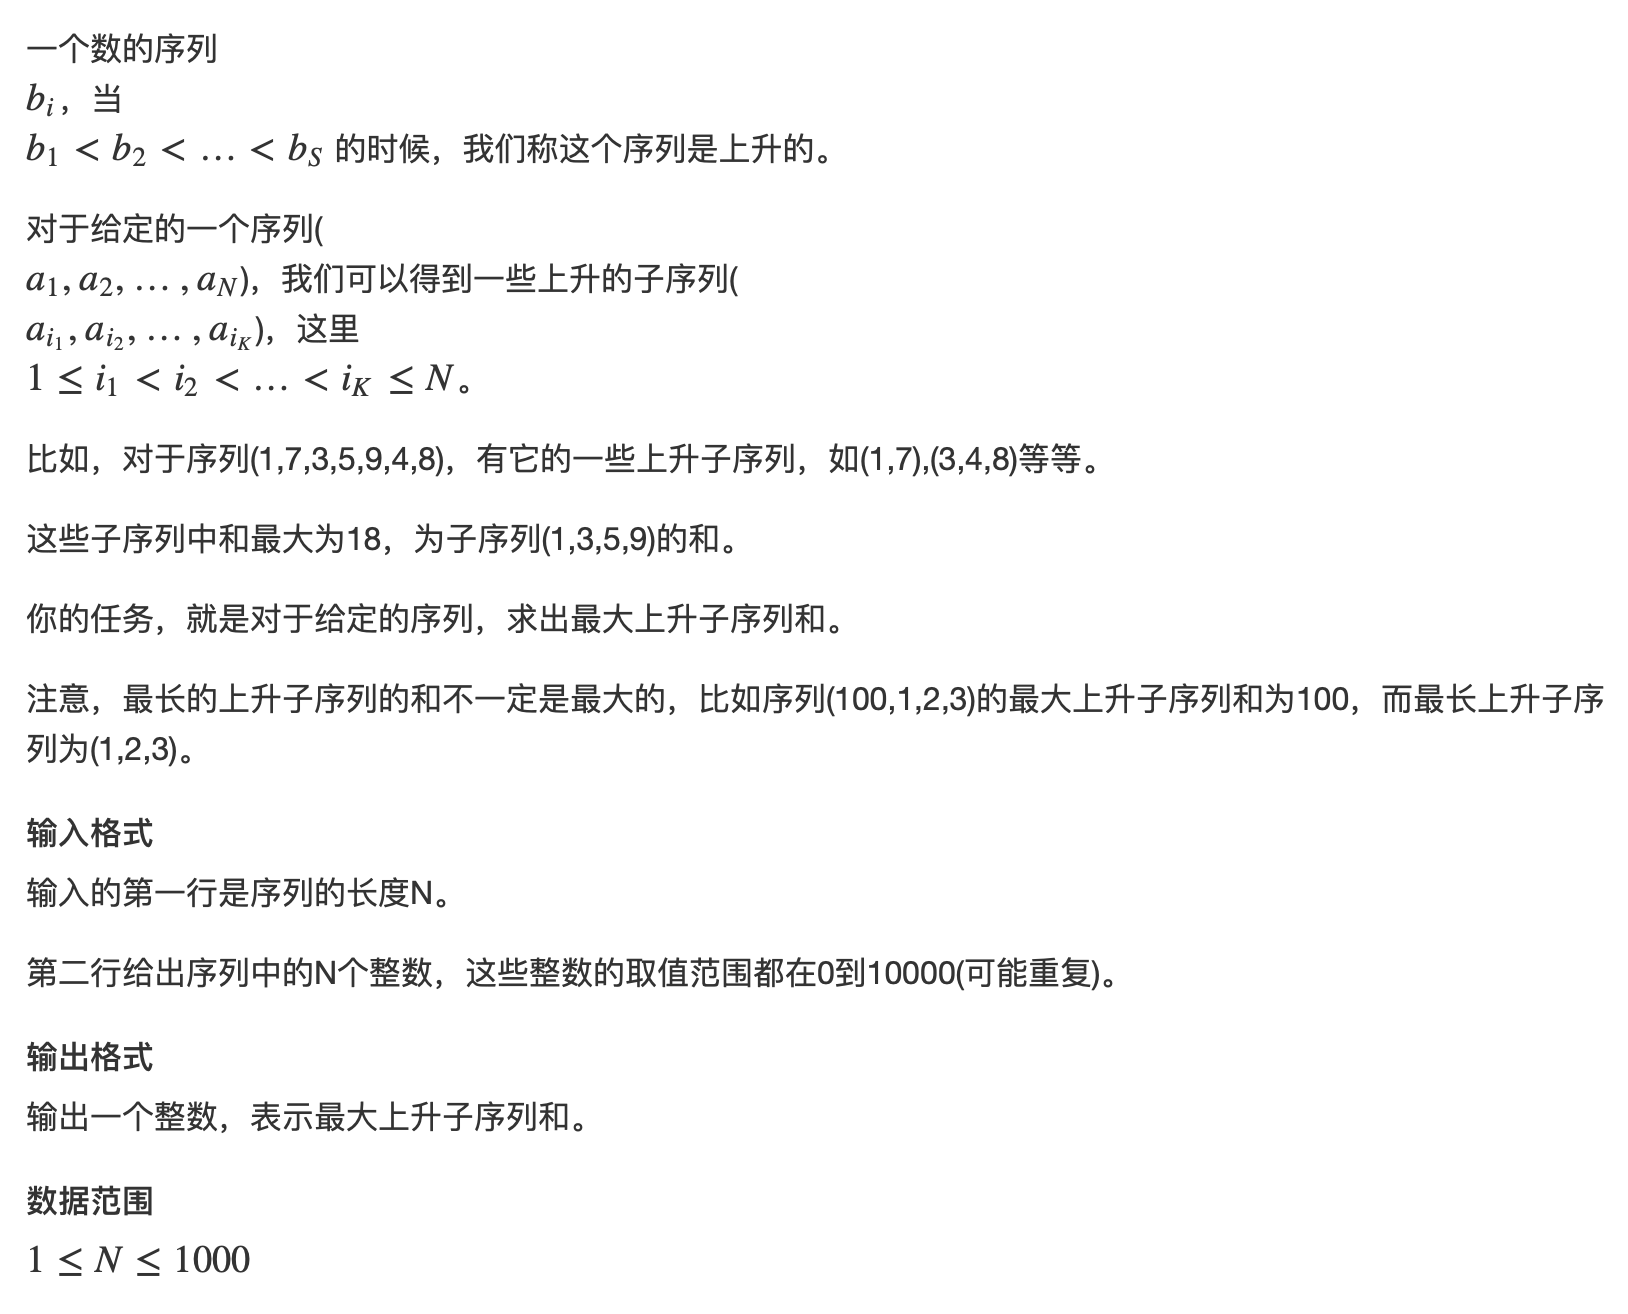 一个数的序列
b_i，当
b_1 < b_2 < … < b_S 的时候，我们称这个序列是上升的。
对于给定的一个序列(
a_1, a_2, … , a_N)，我们可以得到一些上升的子序列(
a_{i_1}, a_{i_2}, … , a_{i_K})，这里
1 ≤ i_1 < i_2 < … < i_K ≤ N。
比如，对于序列(1,7,3,5,9,4,8)，有它的一些上升子序列，如(1,7),(3,4,8)等等。
这些子序列中和最大为18，为子序列(1,3,5,9)的和。
你的任务，就是对于给定的序列，求出最大上升子序列和。
注意，最长的上升子序列的和不一定是最大的，比如序列(100,1,2,3)的最大上升子序列和为100，而最长上升子序
列为(1,2,3)。
输入格式
输入的第一行是序列的长度N。
第二行给出序列中的N个整数，这些整数的取值范围都在0到10000(可能重复)。
输出格式
输出一个整数，表示最大上升子序列和。
数据范围
1 ≤ N ≤ 1000